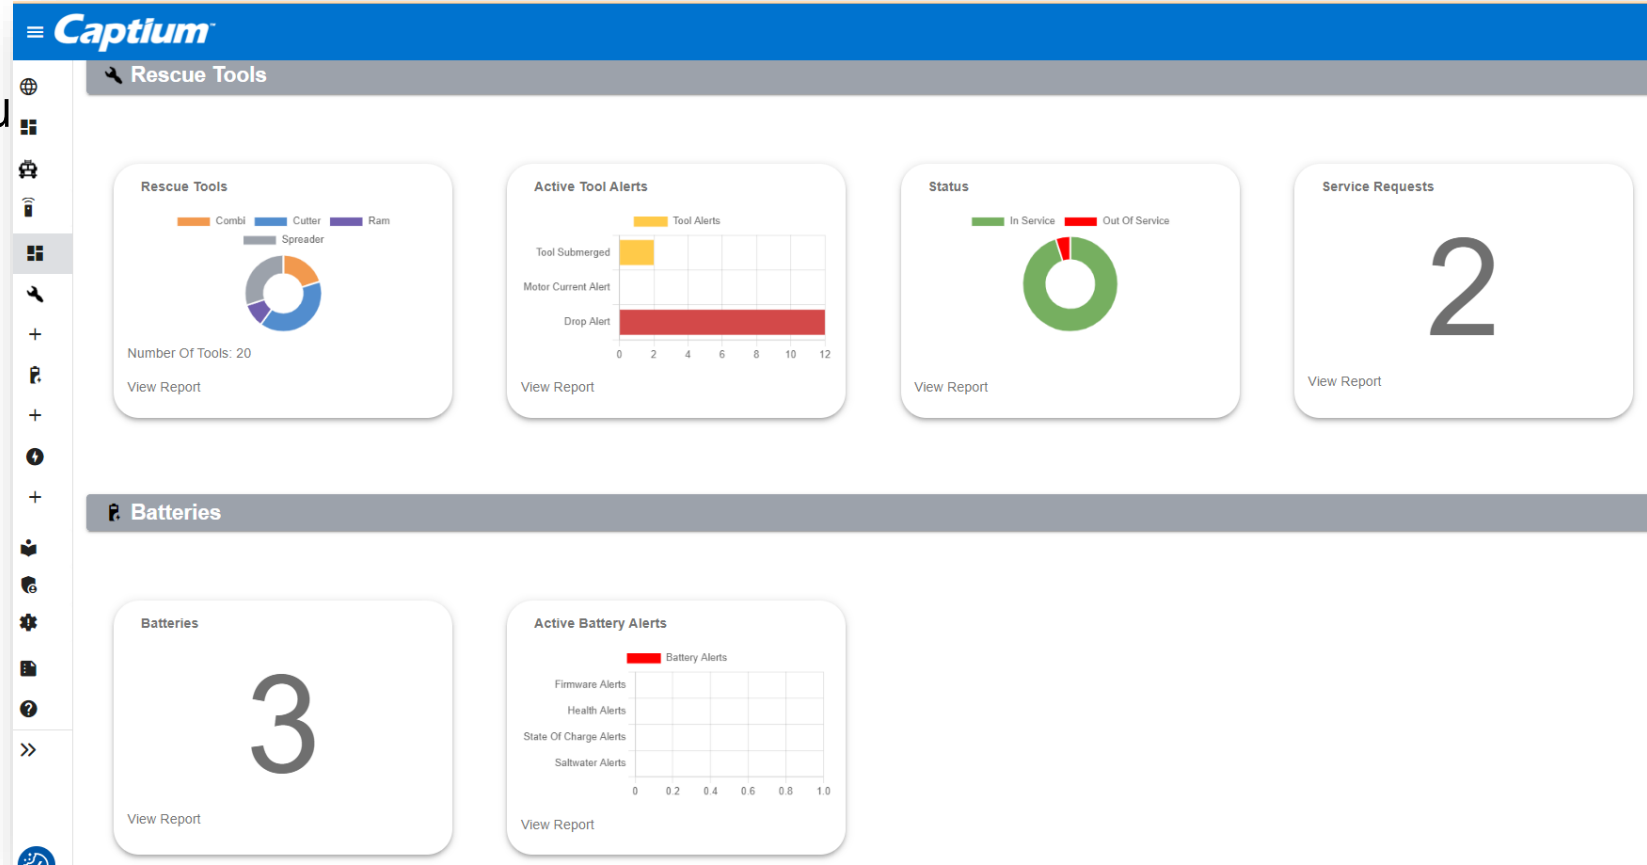 Captium™
Rescue Tools
Rescue Tools
Combi Cutter Ram
Spreader
Number Of Tools: 20
View Report
Active Tool Alerts
Tool Alerts
Tool Submerged
Motor Current Alert
Drop Alert
0 2 4 6 8 10 12
View Report
Status
In Service Out Of Service
View Report
Service Requests
2
View Report
Batteries
Batteries
3
View Report
Active Battery Alerts
Battery Alerts
Firmware Alerts
Health Alerts
State Of Charge Alerts
Saltwater Alerts
0 0.2 0.4 0.6 0.8 1.0
View Report